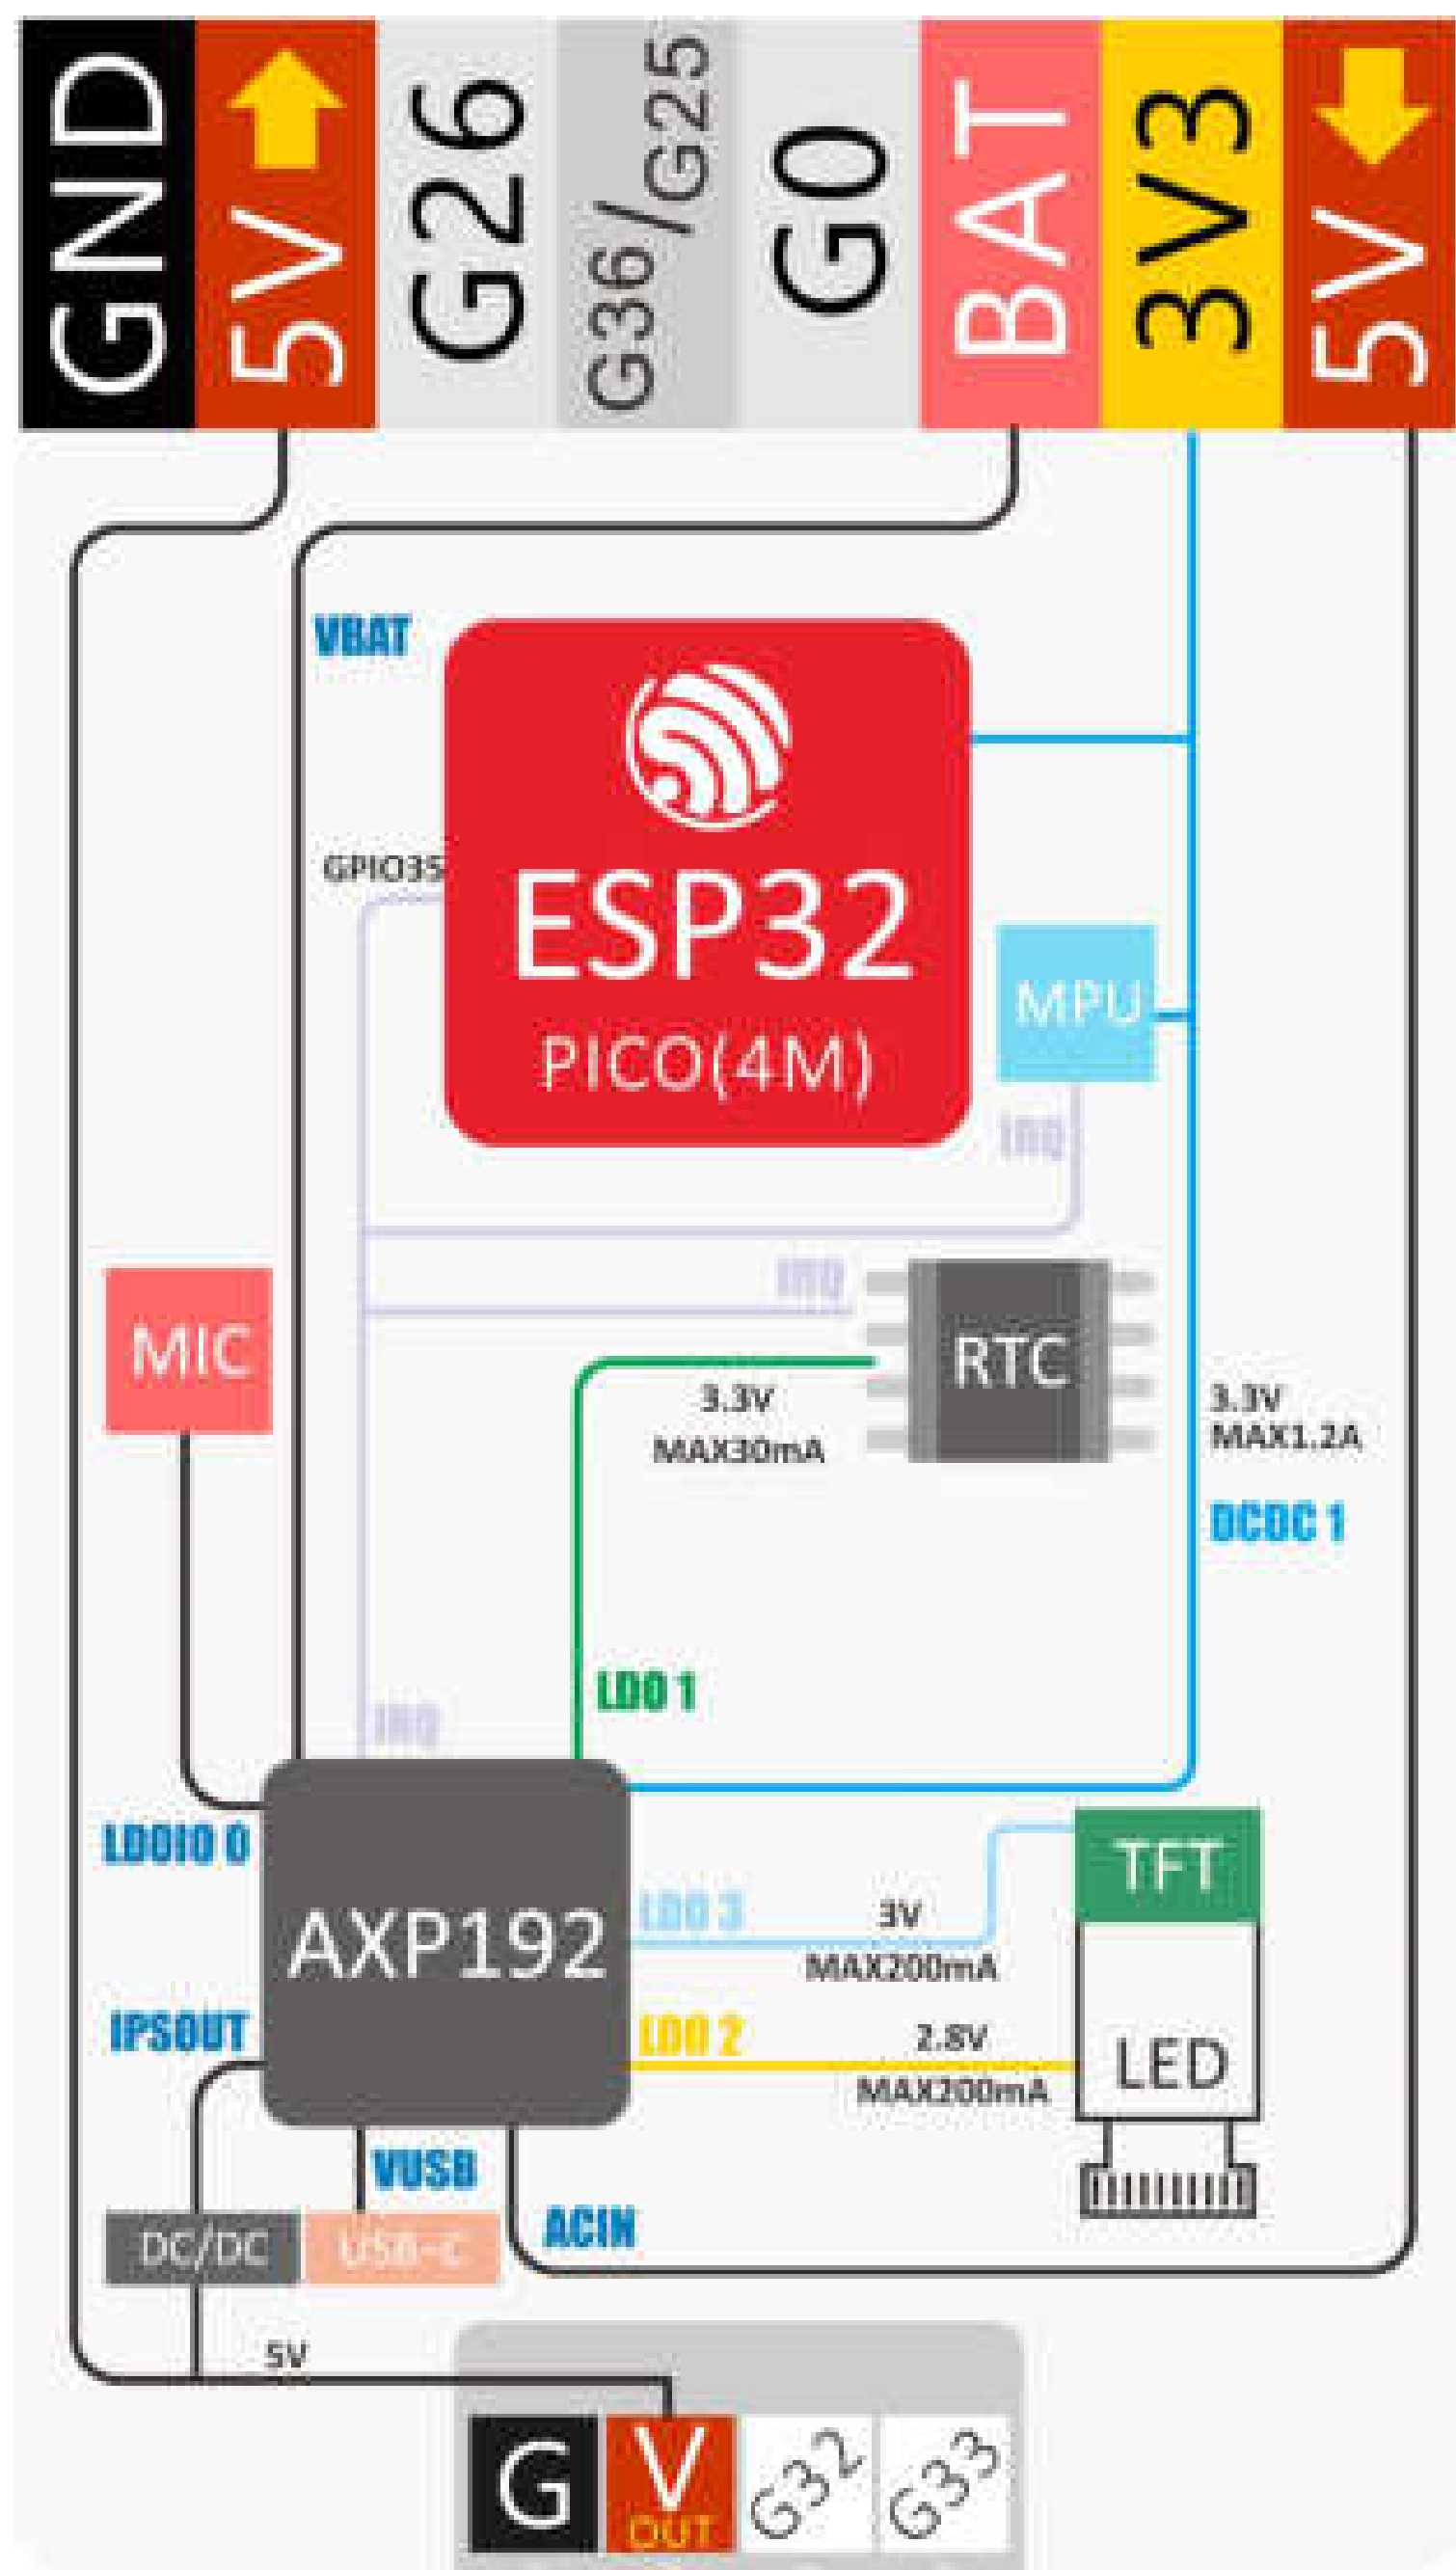 GND
5V
G26
G36/G25
G0
BAT
3V3
5V
VBAT
GPIO35
ESP32
PICO(4M)
MPU
IRQ
IRQ
MIC
RTC
3.3V
MAX30mA
3.3V
MAX1.2A
DCDC 1
LDO 1
IRQ
LDOIO 0
AXP192
TFT
LDO 3
3V
MAX200mA
IPSOUT
LDO 2
2.8V
MAX200mA
LED
VUSB
ACIN
DC/DC
USB-C
5V
G
V
OUT
G32
G33